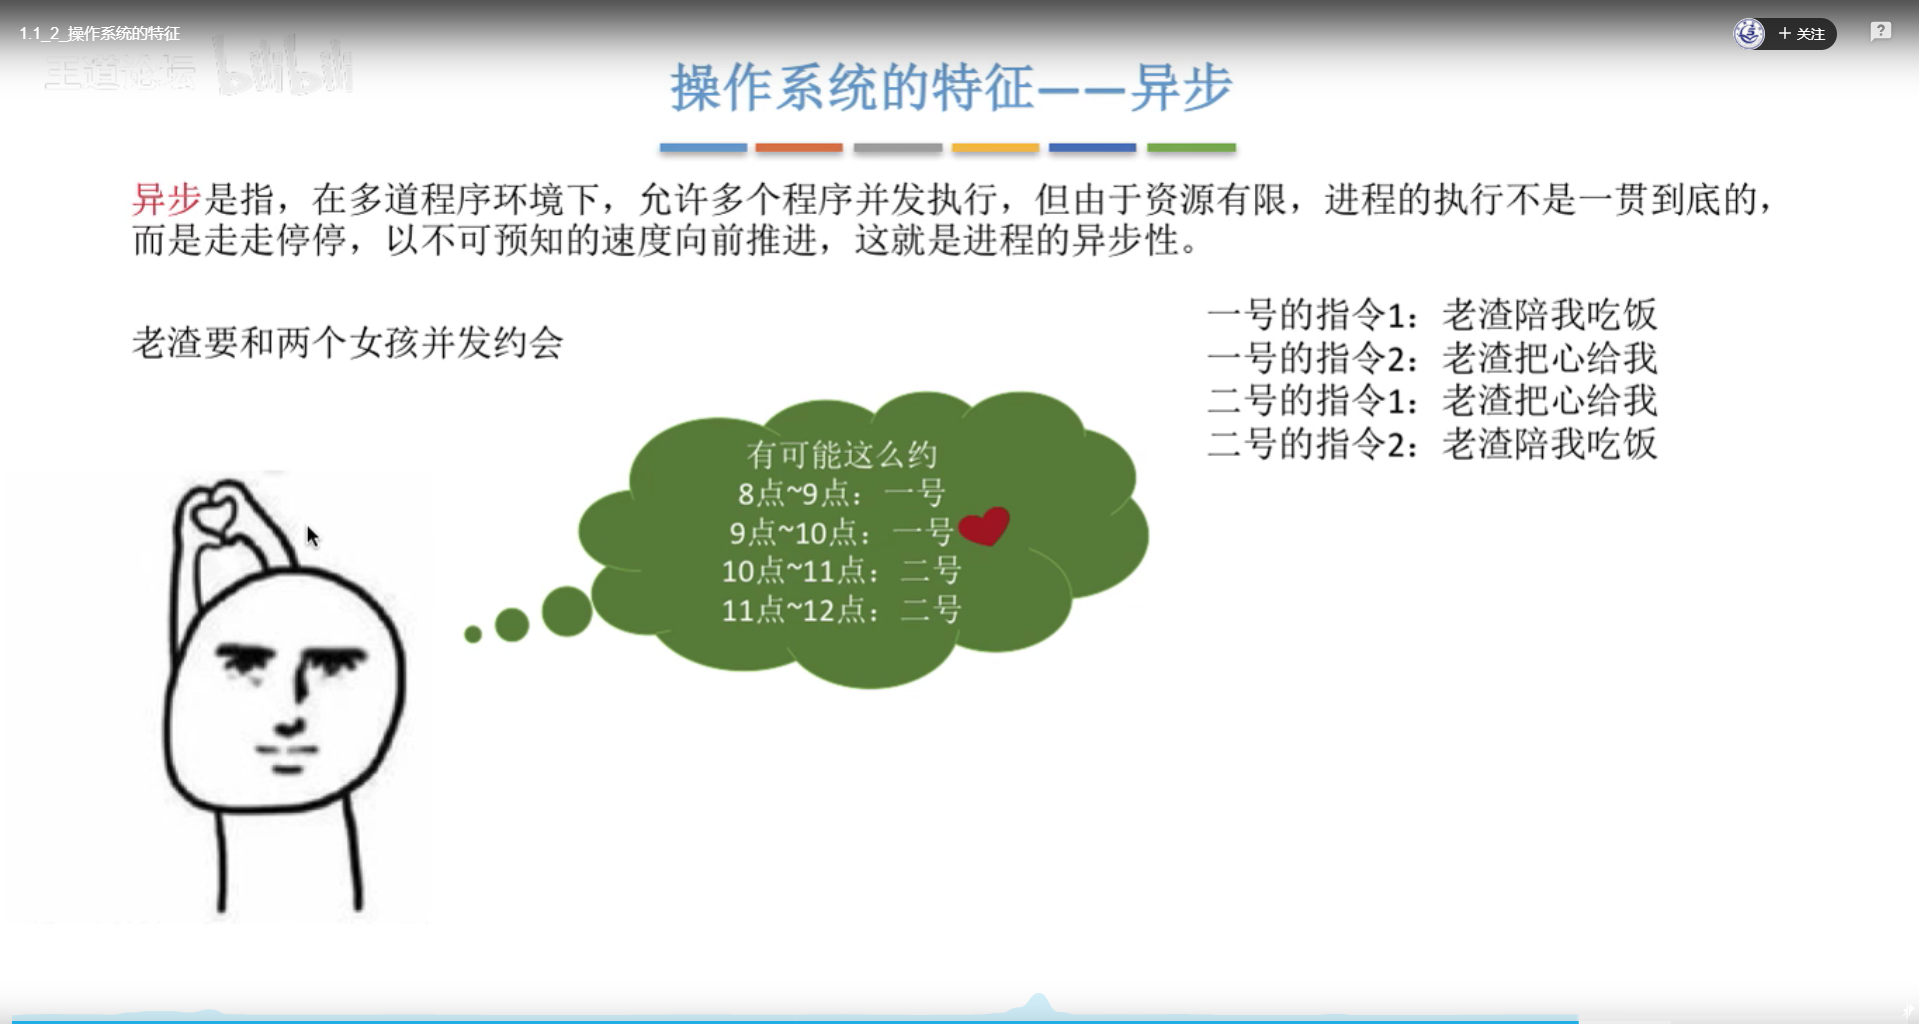 1.1_2_操作系统的特征
+ 关注
?
王道论坛 bilibili
操作系统的特征——异步
异步是指，在多道程序环境下，允许多个程序并发执行，但由于资源有限，进程的执行不是一贯到底的，
而是走走停停，以不可预知的速度向前推进，这就是进程的异步性。
老渣要和两个女孩并发约会
一号的指令1：老渣陪我吃饭
一号的指令2：老渣把心给我
二号的指令1：老渣把心给我
二号的指令2：老渣陪我吃饭
有可能这么约
8点~9点：一号
9点~10点：一号
10点~11点：二号
11点~12点：二号